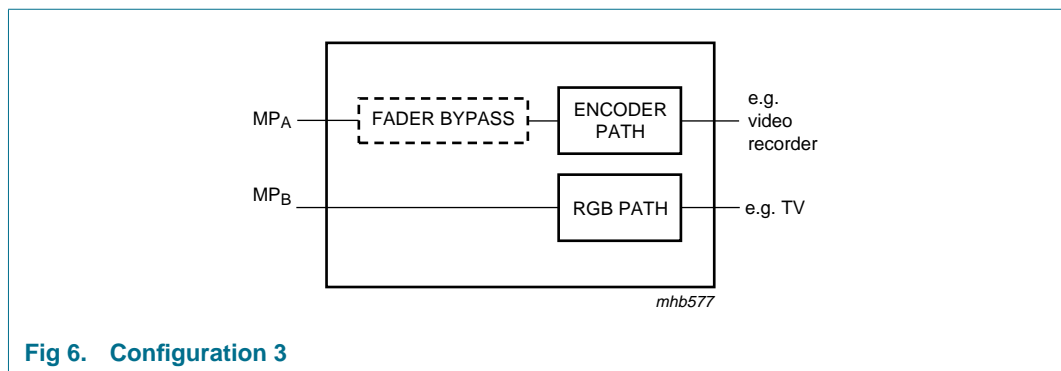 MPA
FADER BYPASS
ENCODER
PATH
e.g.
video
recorder
MPB
RGB PATH
e.g. TV
mhb577
Fig 6. Configuration 3